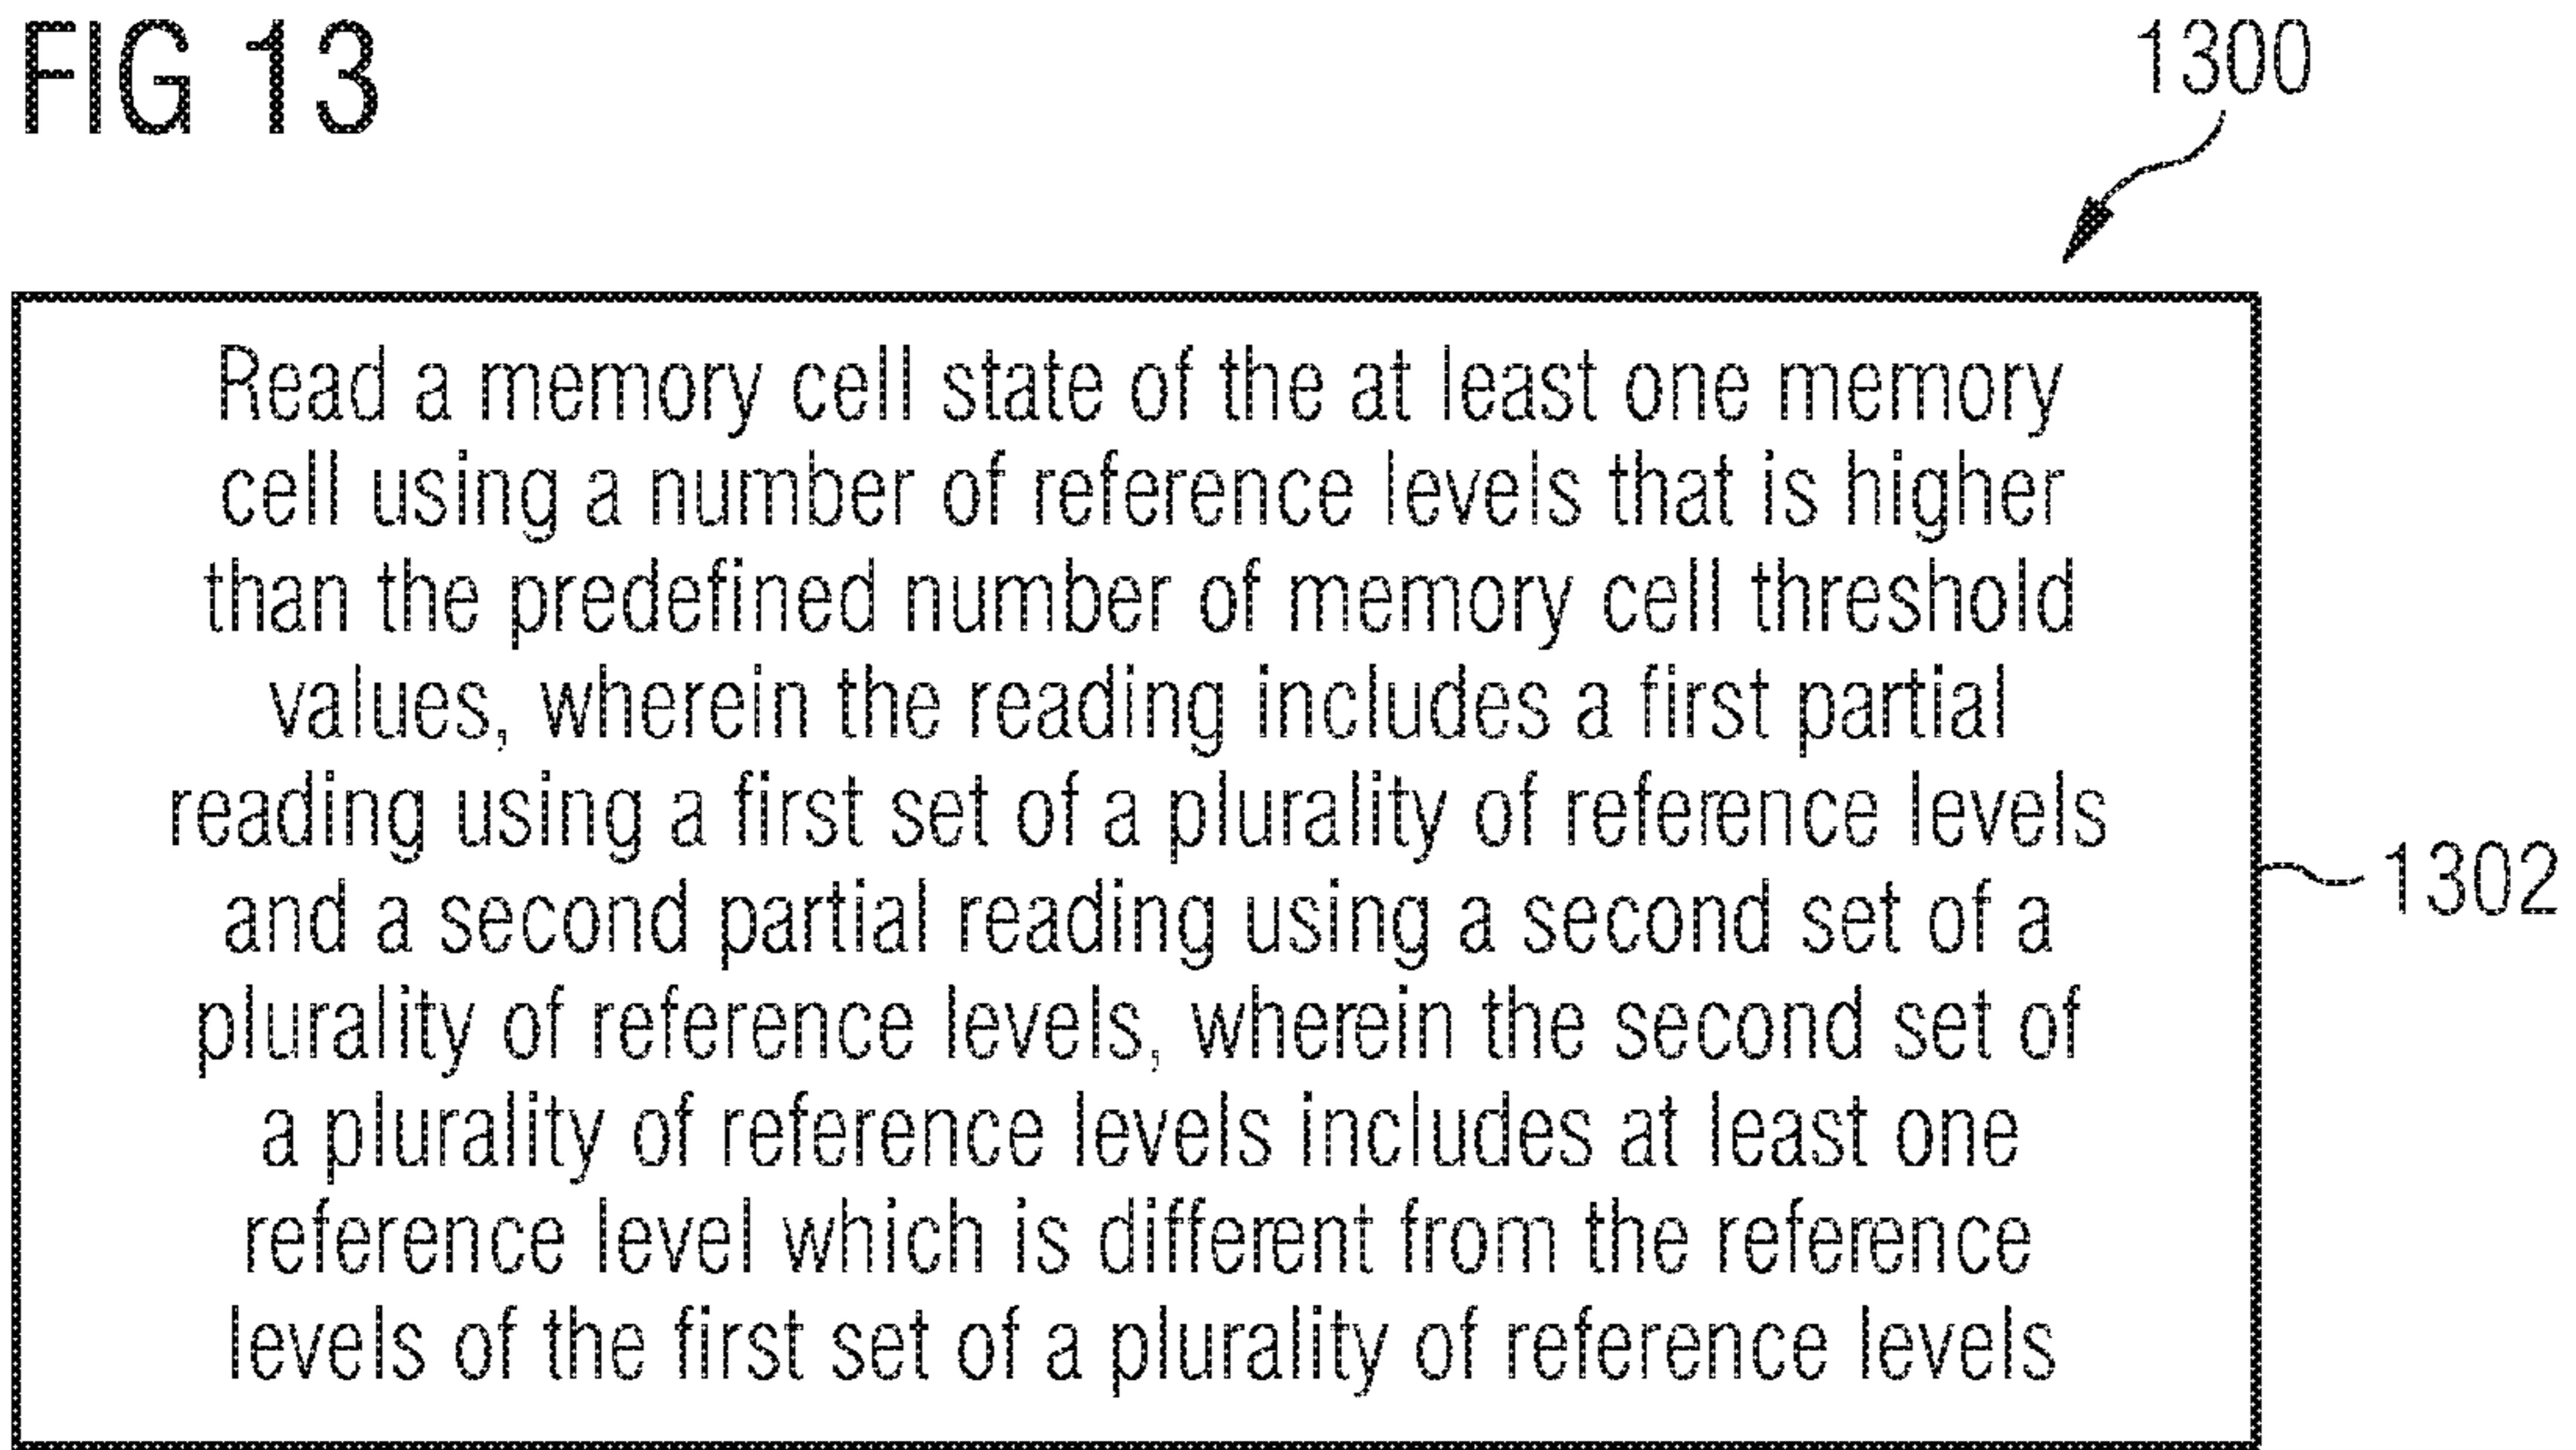 FIG 13
1300
Read a memory cell state of the at least one memory
cell using a number of reference levels that is higher
than the predefined number of memory cell threshold
values, wherein the reading includes a first partial
reading using a first set of a plurality of reference levels
and a second partial reading using a second set of a
plurality of reference levels, wherein the second set of
a plurality of reference levels includes at least one
reference level which is different from the reference
levels of the first set of a plurality of reference levels
1302